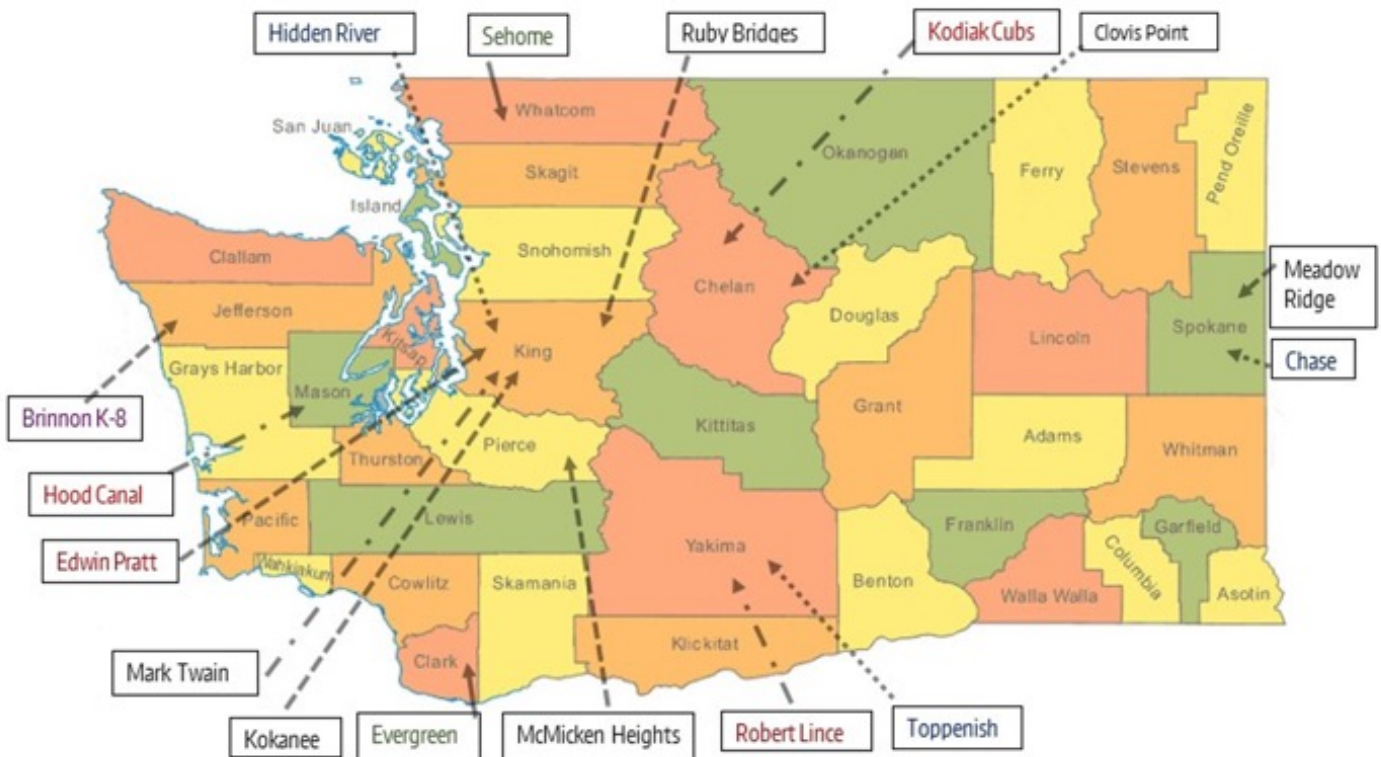 Hidden River
Sehome
Ruby Bridges
Kodiak Cubs
Clovis Point
Whatcom
San Juan
Skagit
Okanogan
Ferry
Stevens
Pend Oreille
Island
Snohomish
Clallam
Chelan
Jefferson
Douglas
Meadow
Ridge
Spokane
Kitsap
King
Lincoln
Chase
Grays Harbor
Mason
Grant
Brinnon K-8
Kittitas
Adams
Pierce
Whitman
Thurston
Hood Canal
Pacific
Lewis
Franklin
Garfield
Edwin Pratt
Yakima
Wahkiakum
Cowlitz
Skamania
Benton
Columbia
Walla Walla
Asotin
Klickitat
Clark
Mark Twain
Kokanee
Evergreen
McMicken Heights
Robert Lince
Toppenish